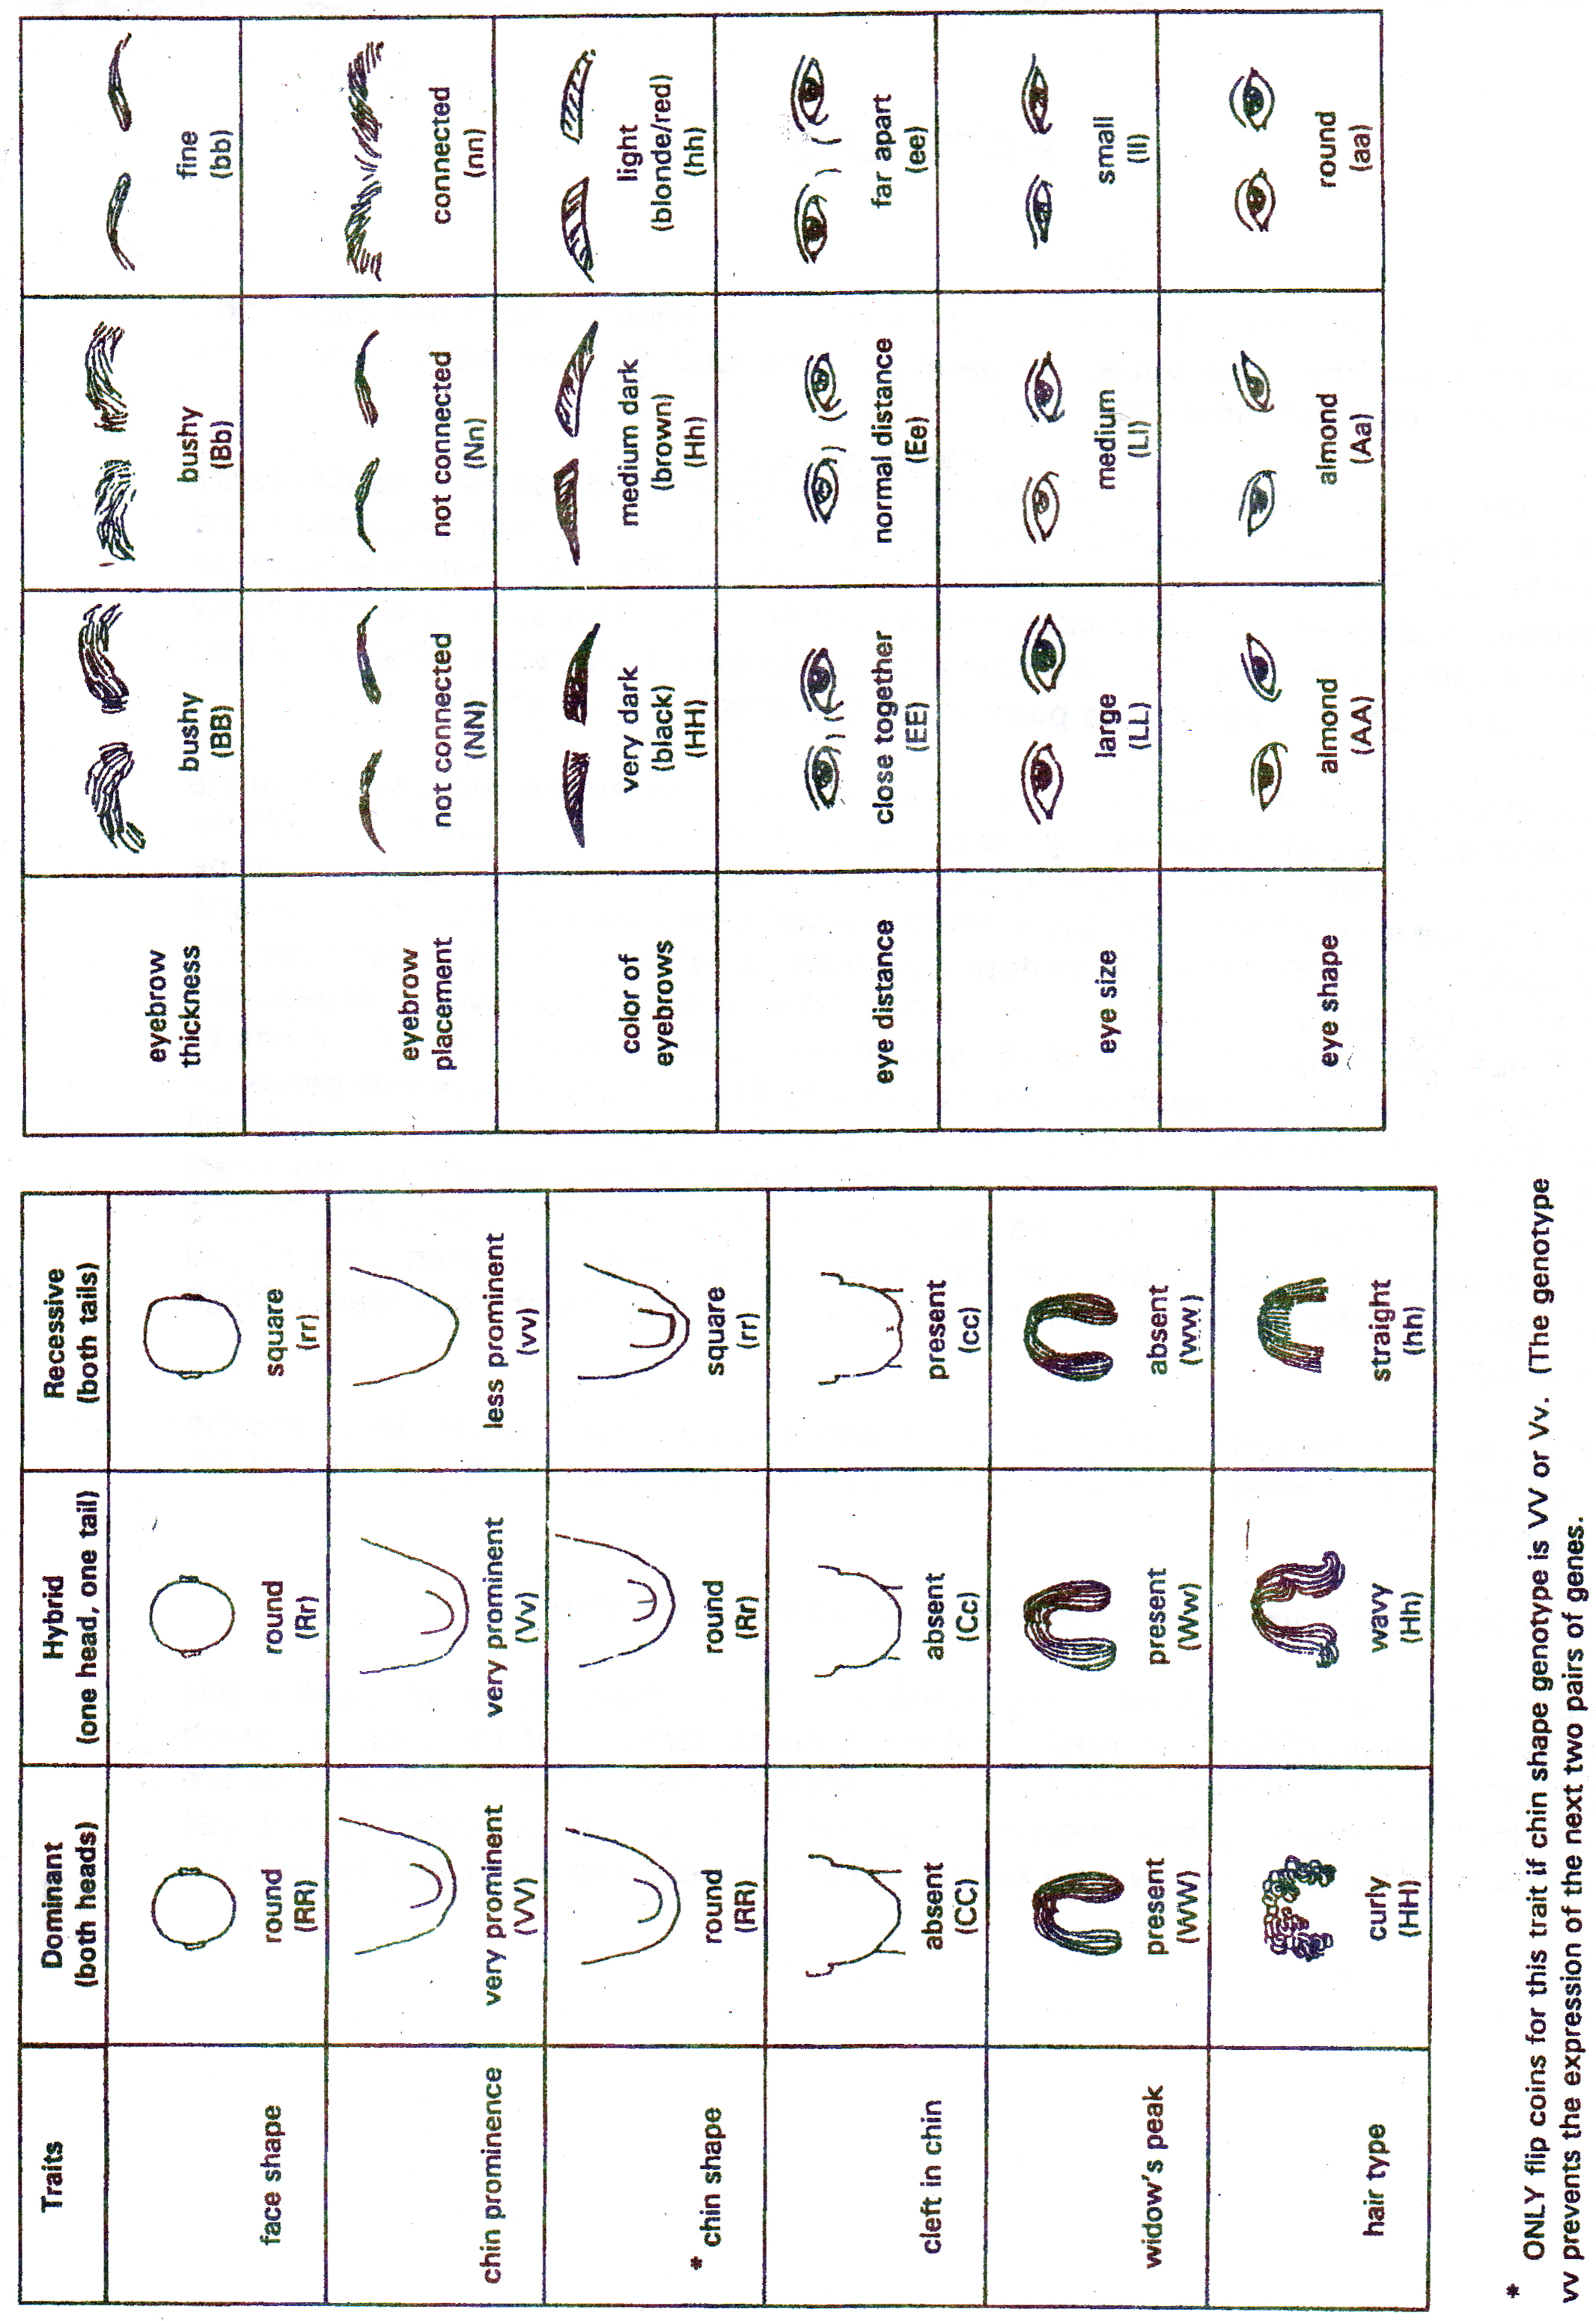 Traits
Dominant
(both heads)
Hybrid
(one head, one tail)
Recessive
(both tails)
face shape
round
(RR)
round
(Rr)
square
(rr)
chin prominence
very prominent
(VV)
very prominent
(Vv)
less prominent
(vv)
* chin shape
round
(RR)
round
(Rr)
square
(rr)
cleft in chin
absent
(CC)
absent
(Cc)
present
(cc)
widow's peak
present
(WW)
present
(Ww)
absent
(ww)
hair type
curly
(HH)
wavy
(Hh)
straight
(hh)
* ONLY flip coins for this trait if chin shape genotype is VV or Vv. (The genotype
vv prevents the expression of the next two pairs of genes.
eyebrow
thickness
bushy
(BB)
bushy
(Bb)
fine
(bb)
eyebrow
placement
not connected
(NN)
not connected
(Nn)
connected
(nn)
color of
eyebrows
very dark
(black)
(HH)
medium dark
(brown)
(Hh)
light
(blonde/red)
(hh)
eye distance
close together
(EE)
normal distance
(Ee)
far apart
(ee)
eye size
large
(LL)
medium
(Ll)
small
(ll)
eye shape
almond
(AA)
almond
(Aa)
round
(aa)